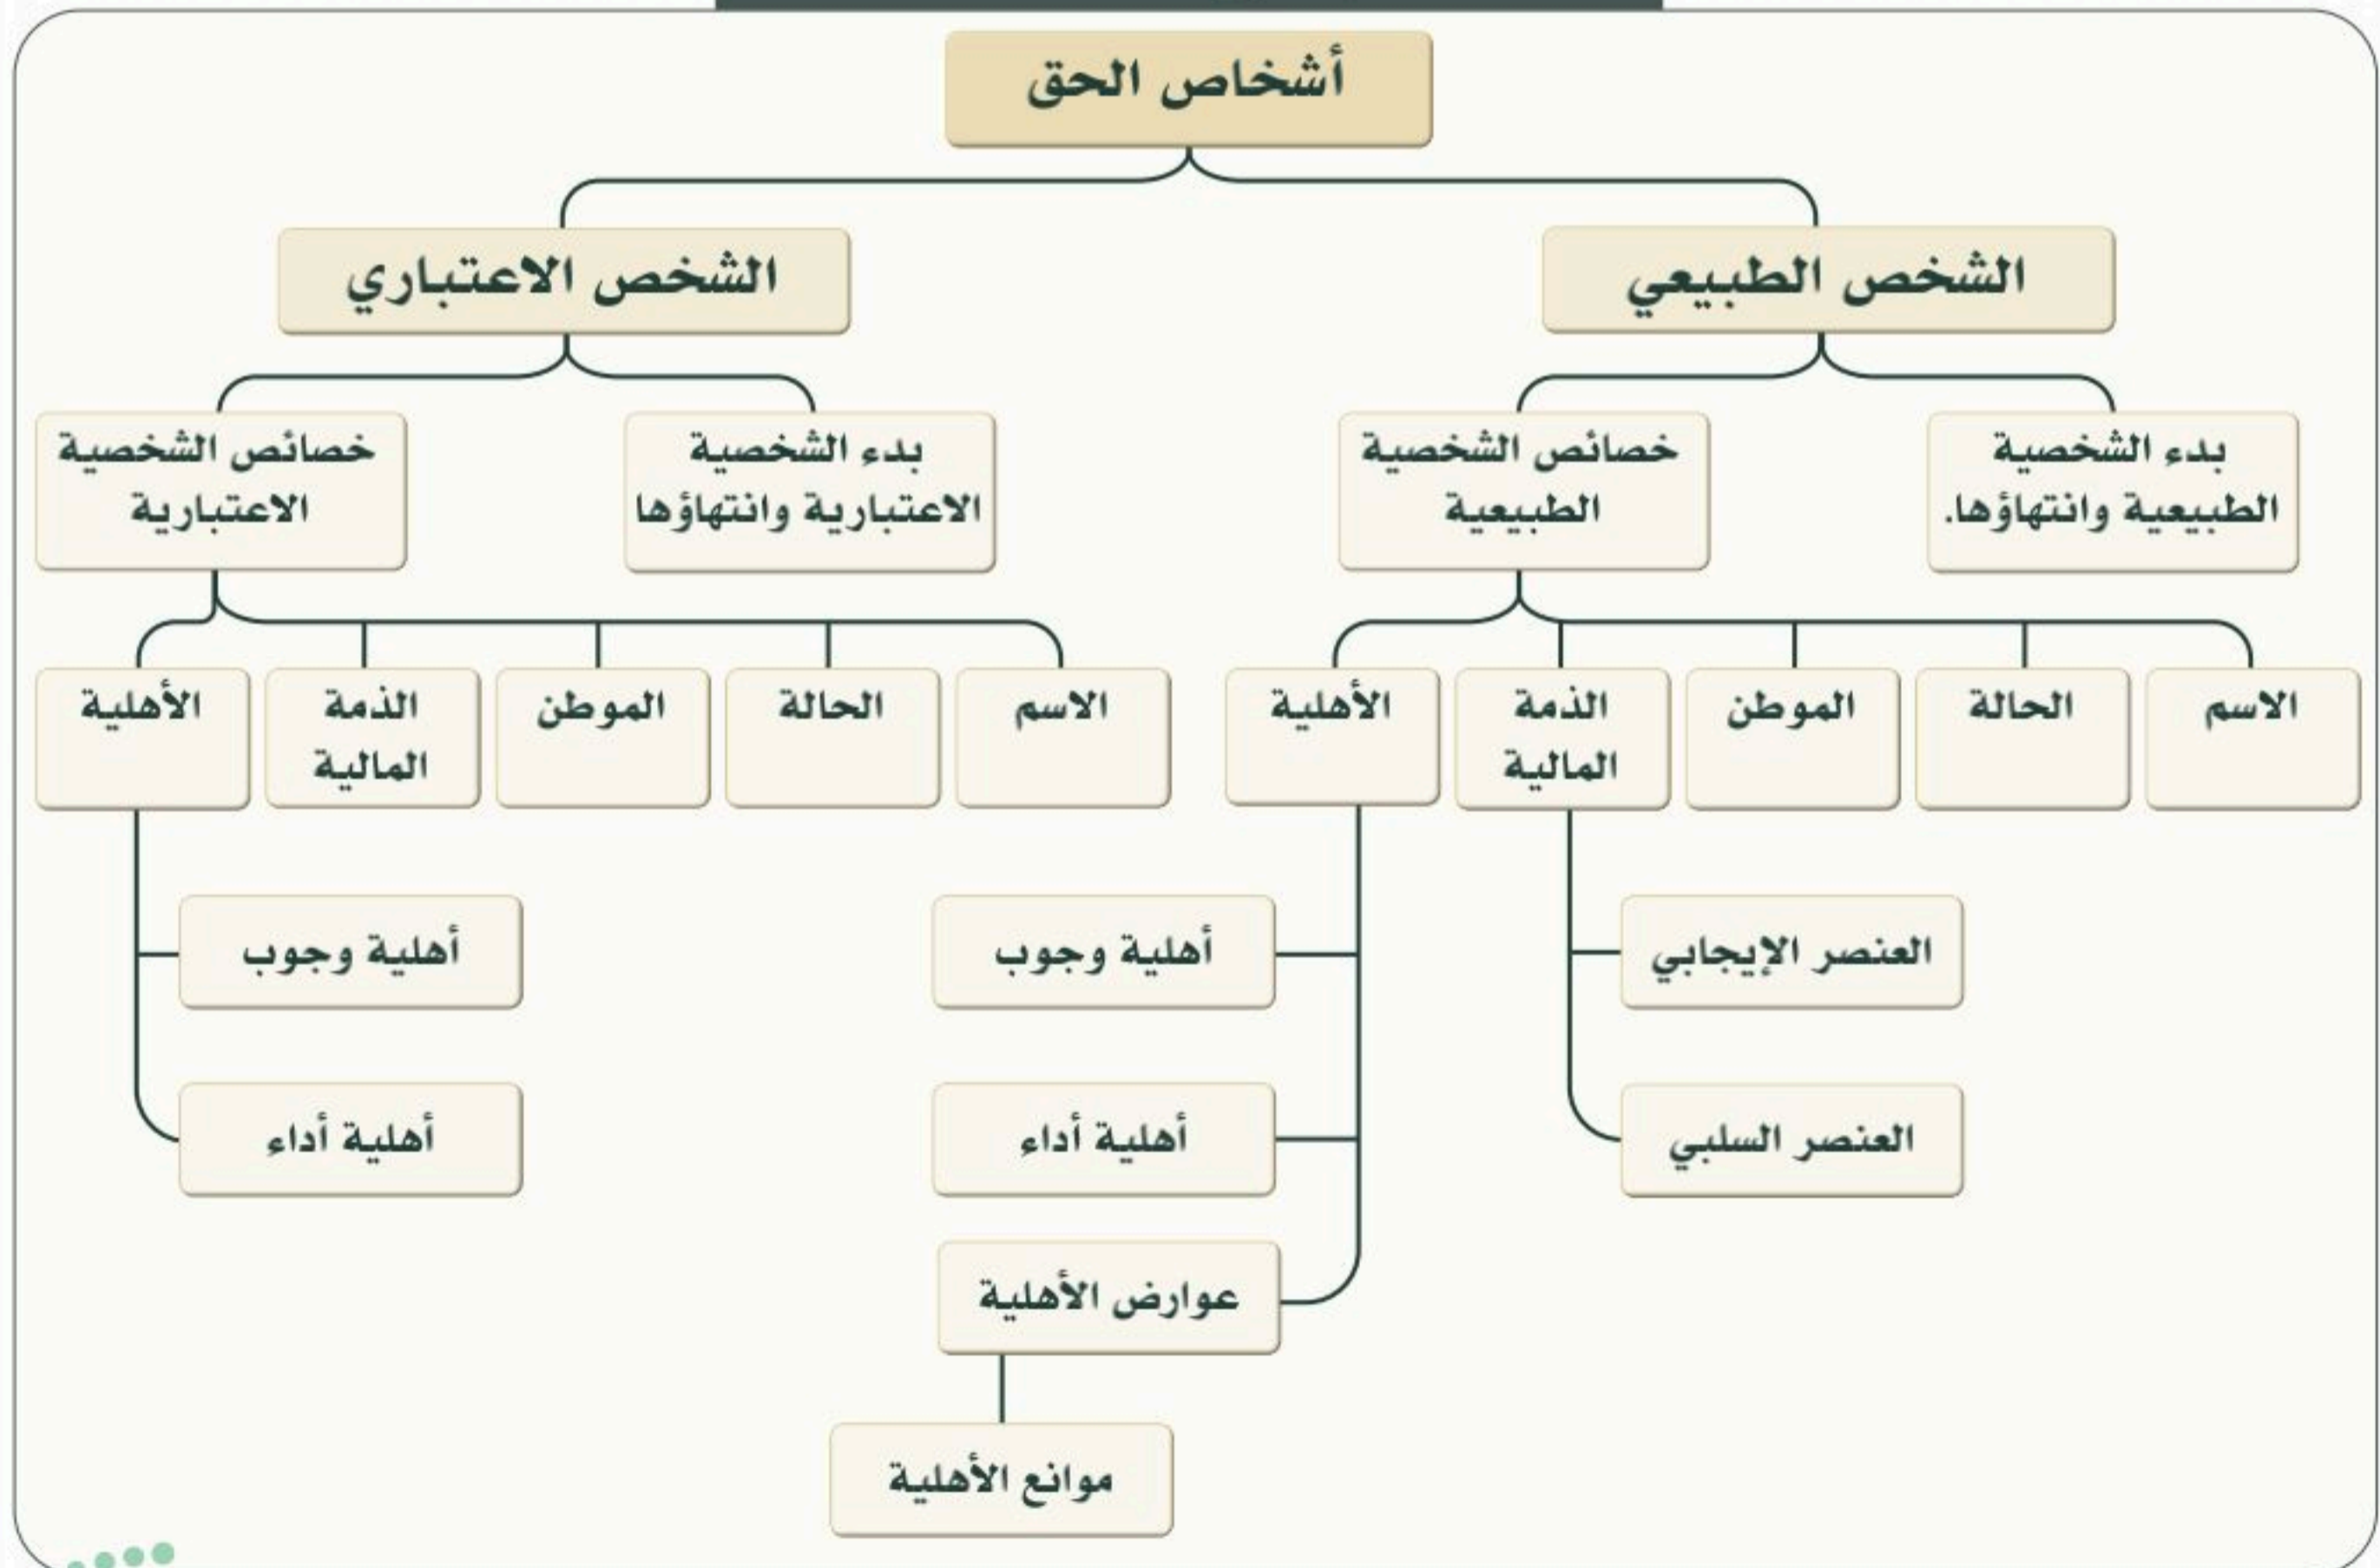 أشخاص الحق
الشخص الطبيعي
الشخص الاعتباري
بدء الشخصية
الطبيعية وانتهاؤها.
خصائص الشخصية
الطبيعية
بدء الشخصية
الاعتبارية وانتهاؤها
خصائص الشخصية
الاعتبارية
الاسم
الحالة
الموطن
الذمة
المالية
الأهلية
الاسم
الحالة
الموطن
الذمة
المالية
الأهلية
العنصر الإيجابي
أهلية وجوب
أهلية وجوب
العنصر السلبي
أهلية أداء
أهلية أداء
عوارض الأهلية
موانع الأهلية